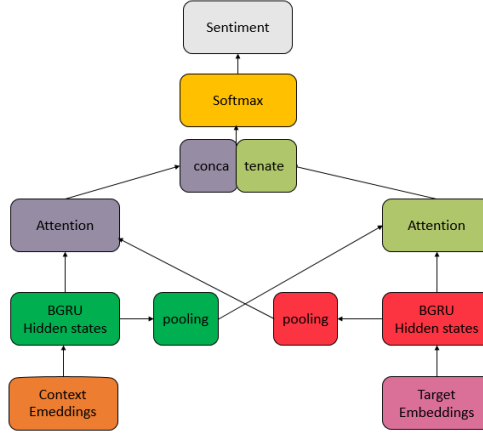 Sentiment
Softmax
conca tenate
Attention
Attention
BGRU
Hidden states
pooling
pooling
BGRU
Hidden states
Context
Emeddings
Target
Embeddings